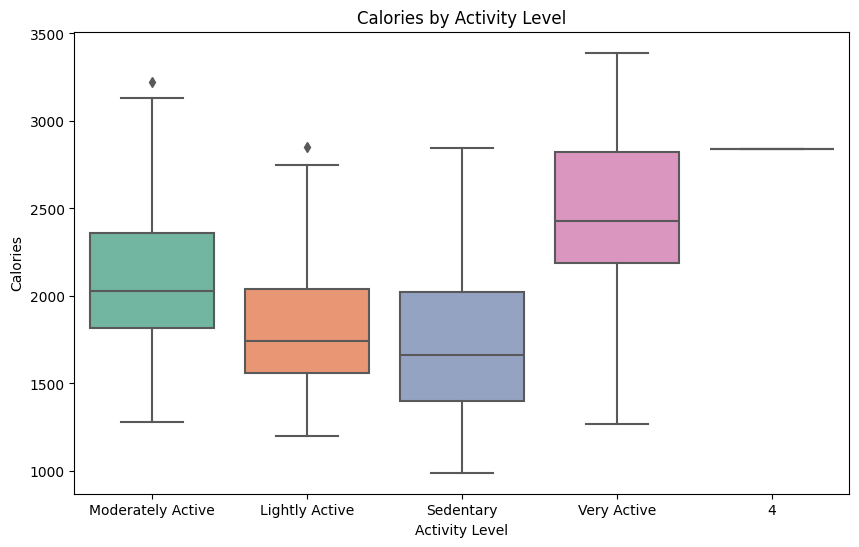 Calories by Activity Level
3500
3000
2500
2000
1500
1000
Calories
Moderately Active
Lightly Active
Sedentary
Very Active
4
Activity Level